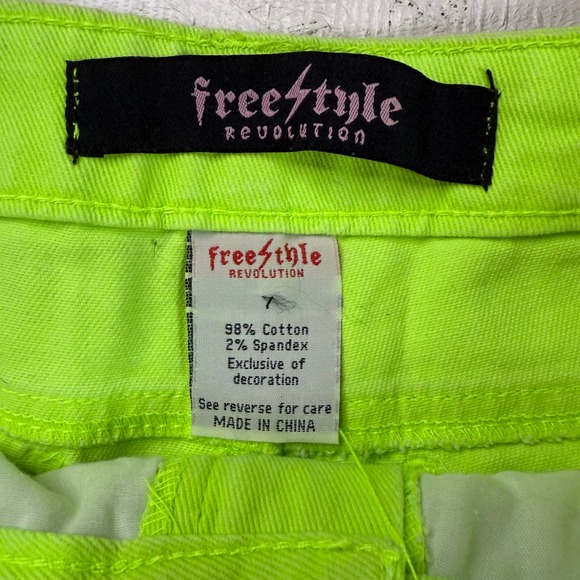 freestyle
REVOLUTION
freestyle
REVOLUTION
7
98% Cotton
2% Spandex
Exclusive of
decoration
See reverse for care
MADE IN CHINA